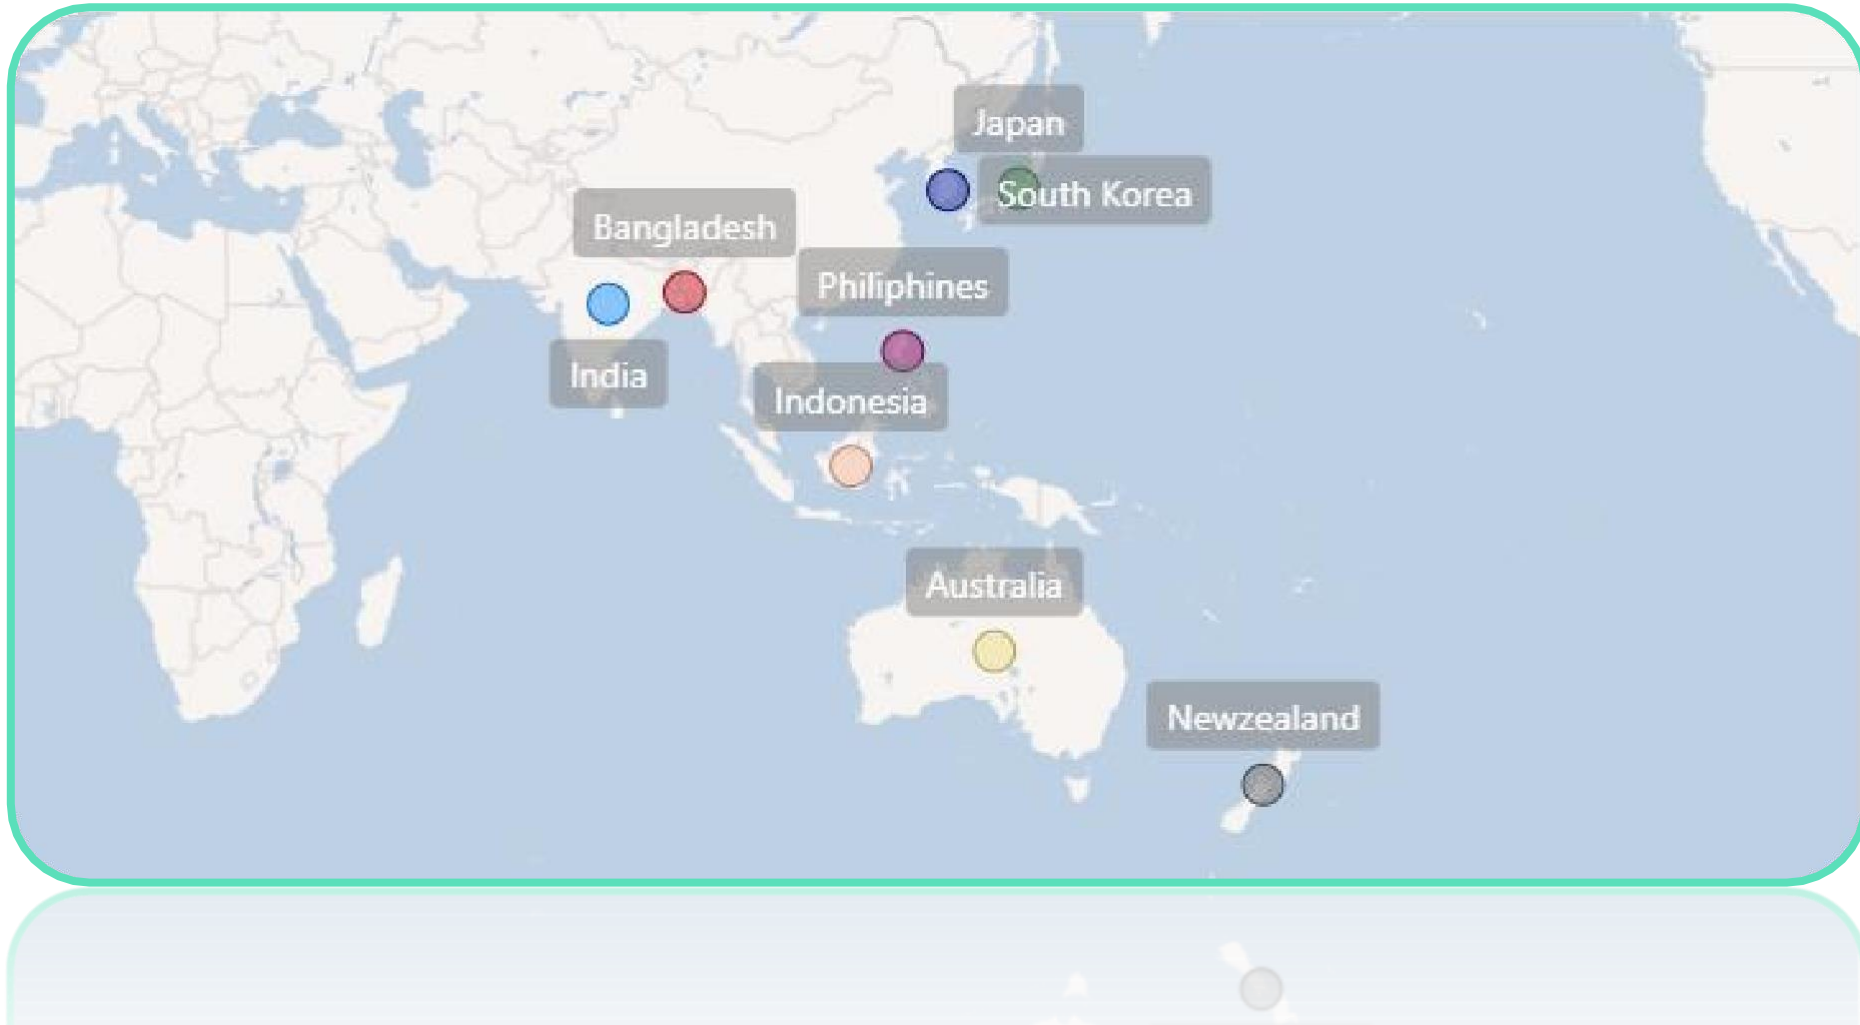 Japan
South Korea
Bangladesh
Philiphines
India
Indonesia
Australia
Newzealand